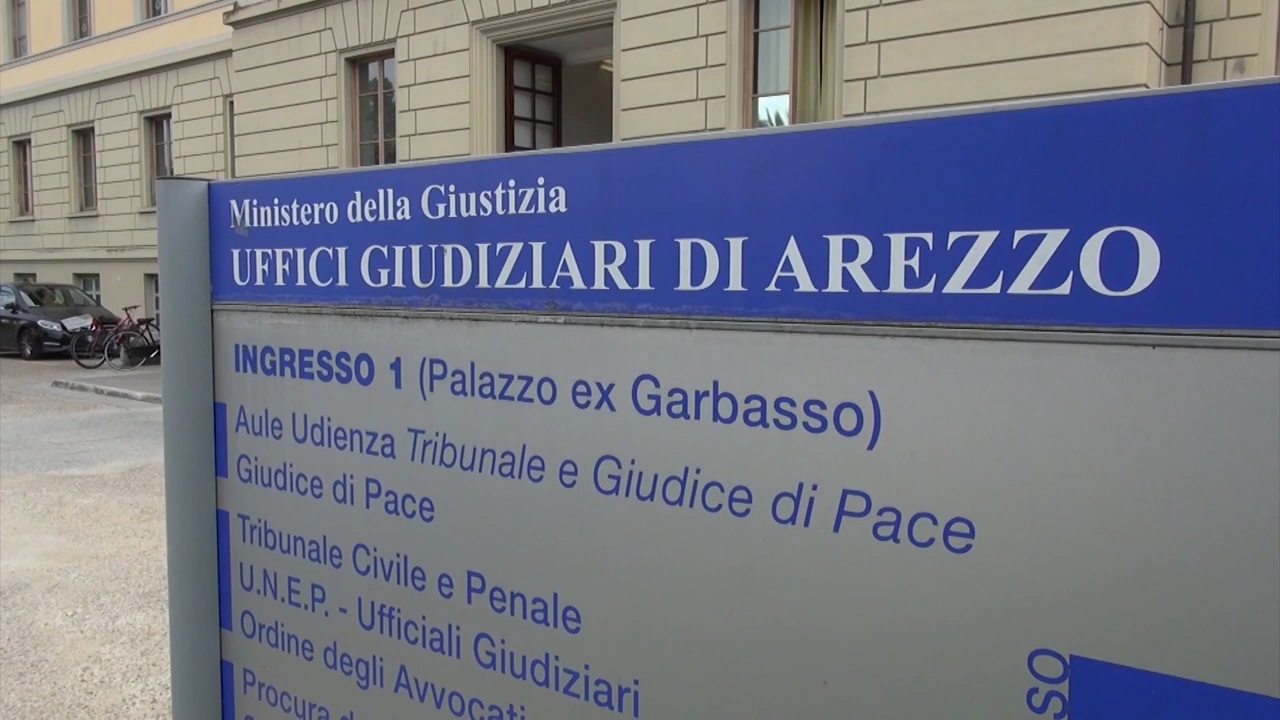 Ministero della Giustizia
UFFICI GIUDIZIARI DI AREZZO
INGRESSO 1 (Palazzo ex Garbasso)
Aule Udienza Tribunale e Giudice di Pace
Giudice di Pace
Tribunale Civile e Penale
U.N.E.P. - Ufficiali Giudiziari
Ordine degli Avvocati
Procura